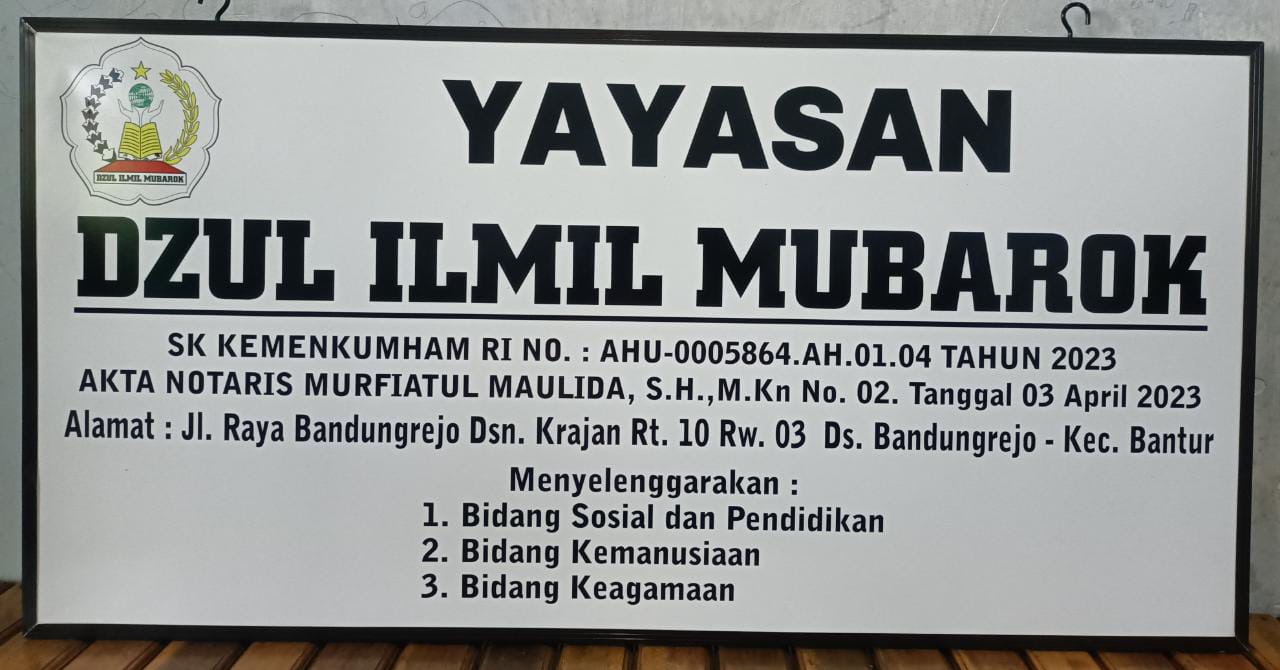 DZUL ILMIL MUBAROK
YAYASAN
DZUL ILMIL MUBAROK
SK KEMENKUMHAM RI NO. : AHU-0005864.AH.01.04 TAHUN 2023
AKTA NOTARIS MURFIATUL MAULIDA, S.H.,M.Kn No. 02. Tanggal 03 April 2023
Alamat : Jl. Raya Bandungrejo Dsn. Krajan Rt. 10 Rw. 03 Ds. Bandungrejo - Kec. Bantur
Menyelenggarakan :
1. Bidang Sosial dan Pendidikan
2. Bidang Kemanusiaan
3. Bidang Keagamaan